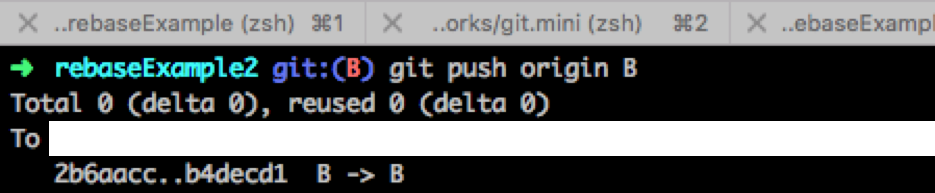 ..rebaseExample (zsh) ⌘1 ..orks/git.mini (zsh) ⌘2 ..ebaseExampl
➜ rebaseExample2 git:(B) git push origin B
Total 0 (delta 0), reused 0 (delta 0)
To
2b6aacc..b4decd1 B -> B